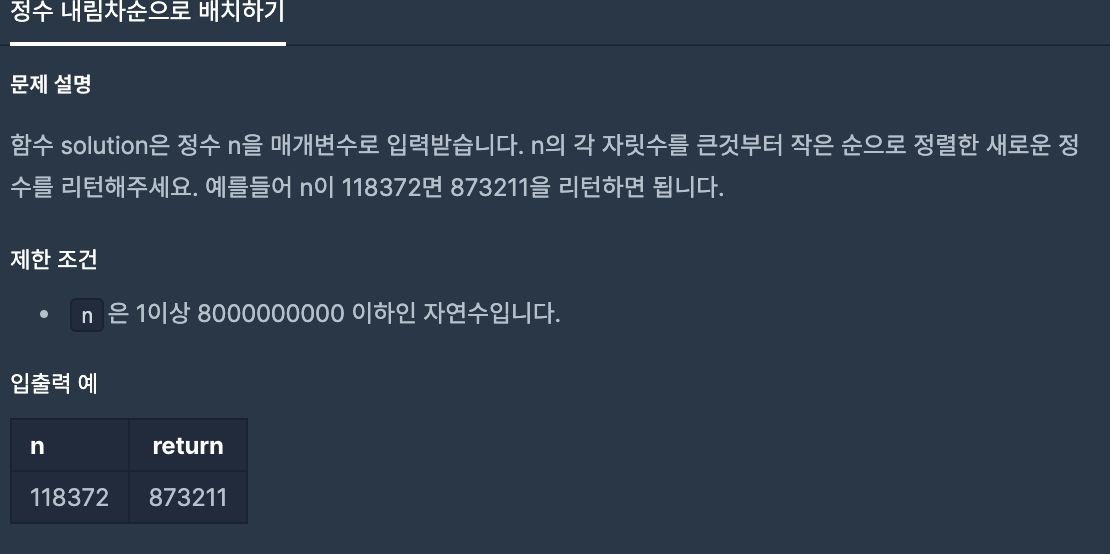 정수 내림차순으로 배치하기
문제 설명
함수 solution은 정수 n을 매개변수로 입력받습니다. n의 각 자릿수를 큰것부터 작은 순으로 정렬한 새로운 정
수를 리턴해주세요. 예를들어 n이 118372면 873211을 리턴하면 됩니다.
제한 조건
• n은 1이상 8000000000 이하인 자연수입니다.
입출력 예
n return
118372 873211